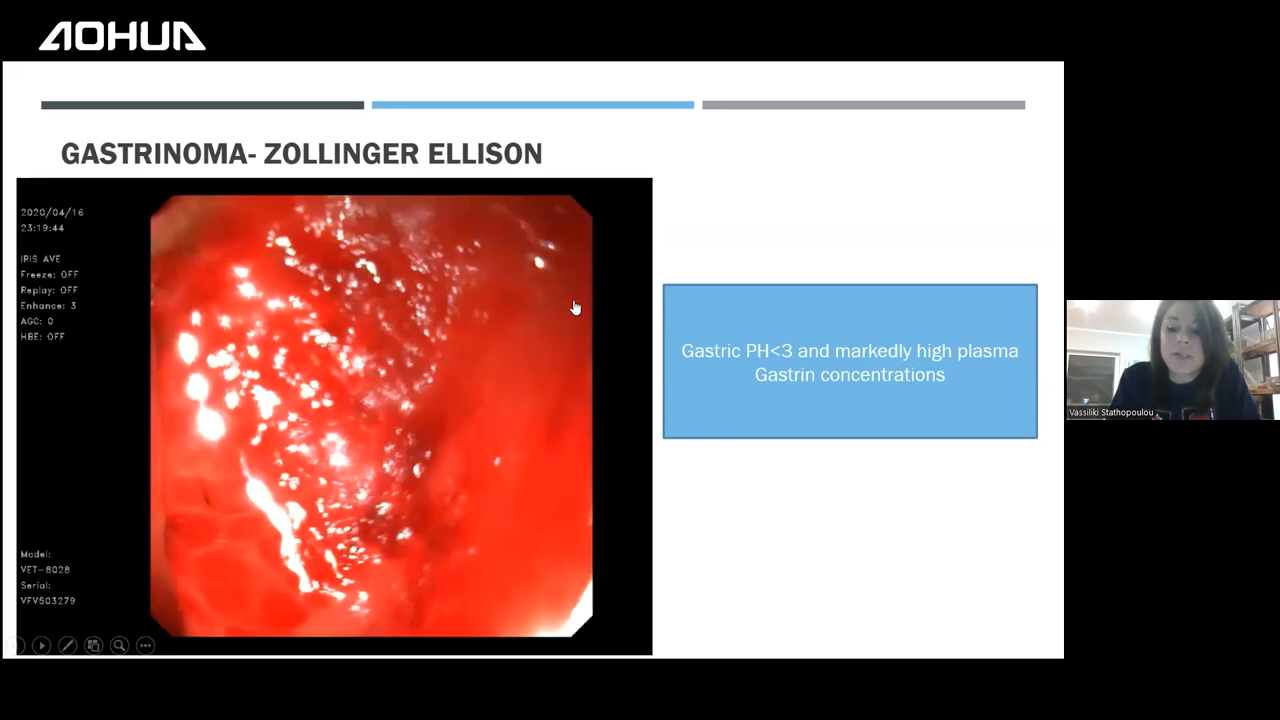 AOHUA
GASTRINOMA- ZOLLINGER ELLISON
2020/04/16
23:19:44
IRIS AVE
Freeze: OFF
Replay: OFF
Enhance: 3
AGC: 0
HBE: OFF
Model:
VET-8028
Serial:
VFV503279
Gastric PH<3 and markedly high plasma
Gastrin concentrations
Vassiliki Stathopoulou